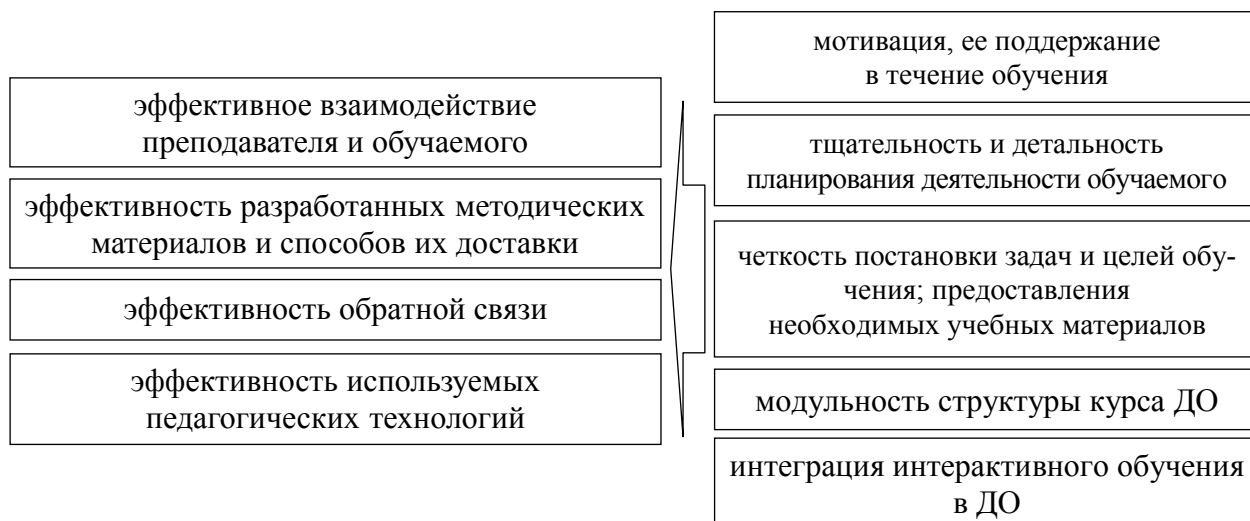 эффективное взаимодействие
преподавателя и обучаемого
эффективность разработанных методических
материалов и способов их доставки
эффективность обратной связи
эффективность используемых
педагогических технологий
мотивация, ее поддержание
в течение обучения
тщательность и детальность
планирования деятельности обучаемого
четкость постановки задач и целей обу-
чения; предоставления
необходимых учебных материалов
модульность структуры курса ДО
интеграция интерактивного обучения
в ДО